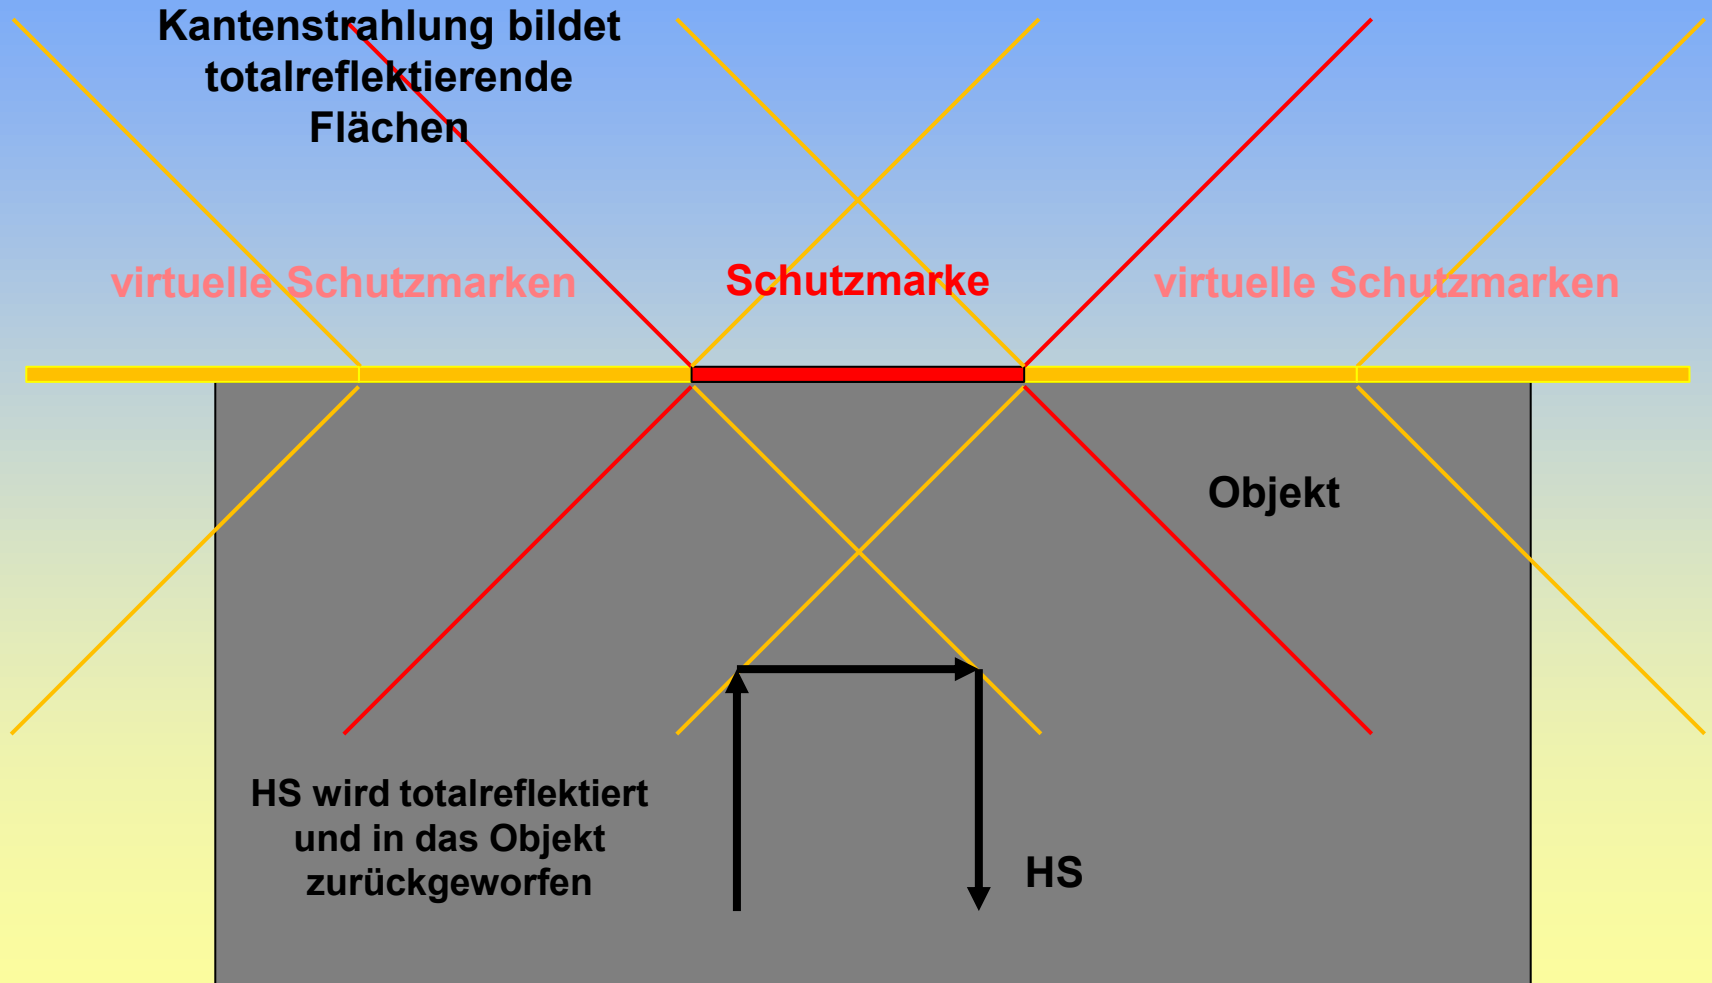 Kantenstrahlung bildet
totalreflektierende
Flächen
virtuelle Schutzmarken
Schutzmarke
virtuelle Schutzmarken
Objekt
HS wird totalreflektiert
und in das Objekt
zurückgeworfen
HS